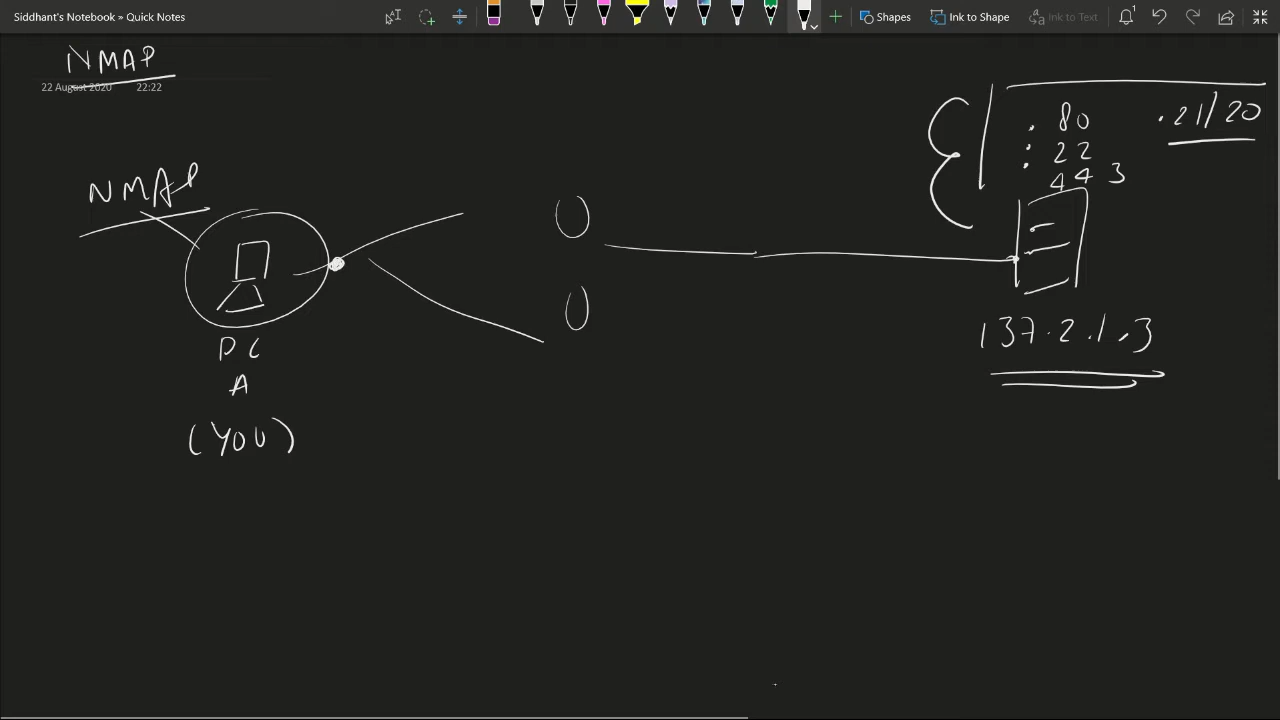 Siddhant's Notebook » Quick Notes
Shapes
Ink to Shape
Ink to Text
NMAP
22 August 2020 22:22
NMAP
PC
A
(YOU)
: 80
: 22
443
.21/20
137.2.1.3